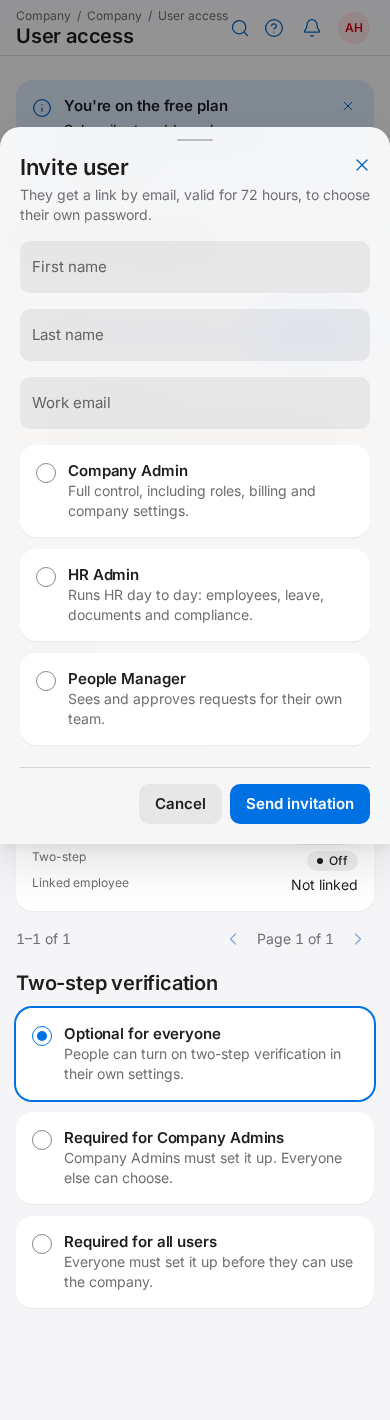 Company / Company / User access
User access
AH
You're on the free plan
Invite user
They get a link by email, valid for 72 hours, to choose
their own password.
First name
Last name
Work email
Company Admin
Full control, including roles, billing and
company settings.
HR Admin
Runs HR day to day: employees, leave,
documents and compliance.
People Manager
Sees and approves requests for their own
team.
Cancel
Send invitation
Two-step
Off
Linked employee
Not linked
1–1 of 1
Page 1 of 1
Two-step verification
Optional for everyone
People can turn on two-step verification in
their own settings.
Required for Company Admins
Company Admins must set it up. Everyone
else can choose.
Required for all users
Everyone must set it up before they can use
the company.